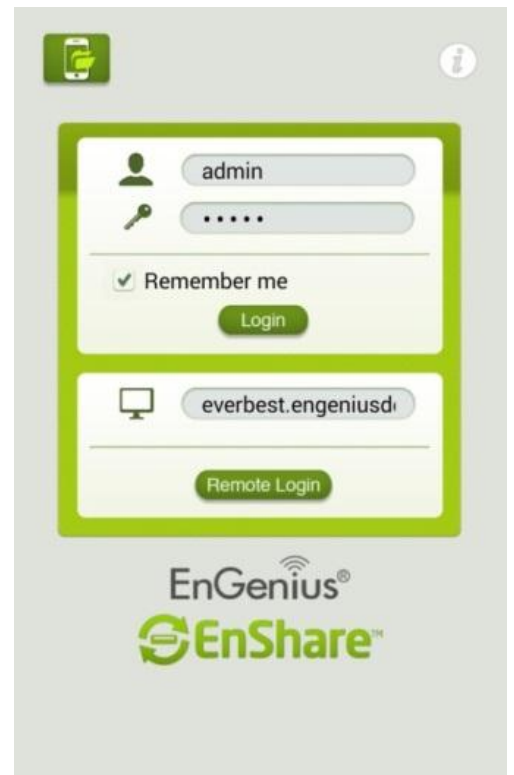 admin
•••••
Remember me
Login
everbest.engeniusd
Remote Login
EnGenius®
EnShare™